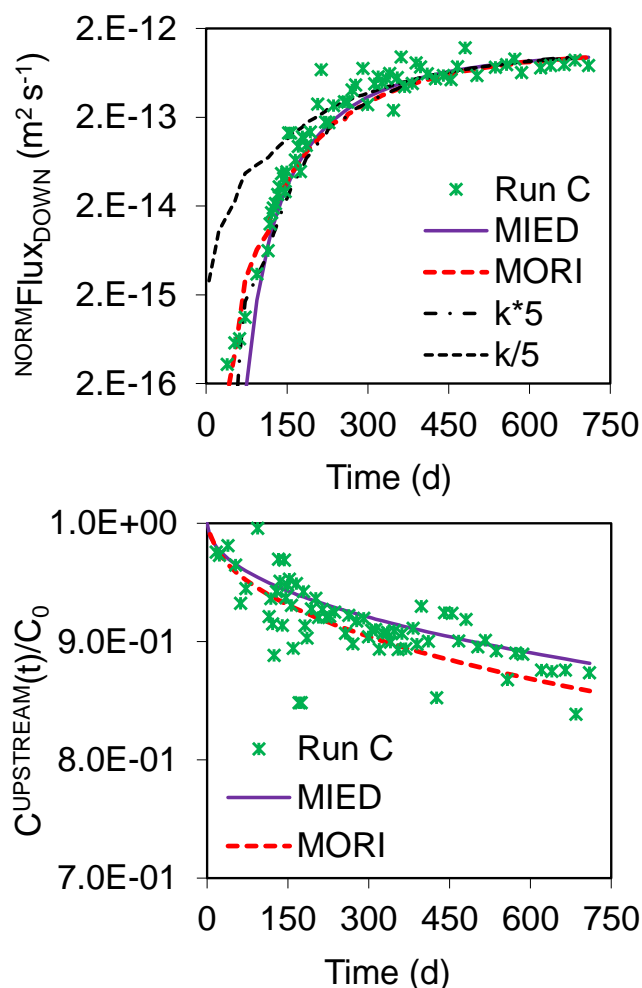 2.E-12
2.E-13
2.E-14
2.E-15
2.E-16
NORMFluxDOWN (m2 s-1)
Run C
MIED
MORI
k*5
k/5
0 150 300 450 600 750
Time (d)
1.0E+00
9.0E-01
8.0E-01
7.0E-01
CUPSTREAM(t)/C0
Run C
MIED
MORI
0 150 300 450 600 750
Time (d)